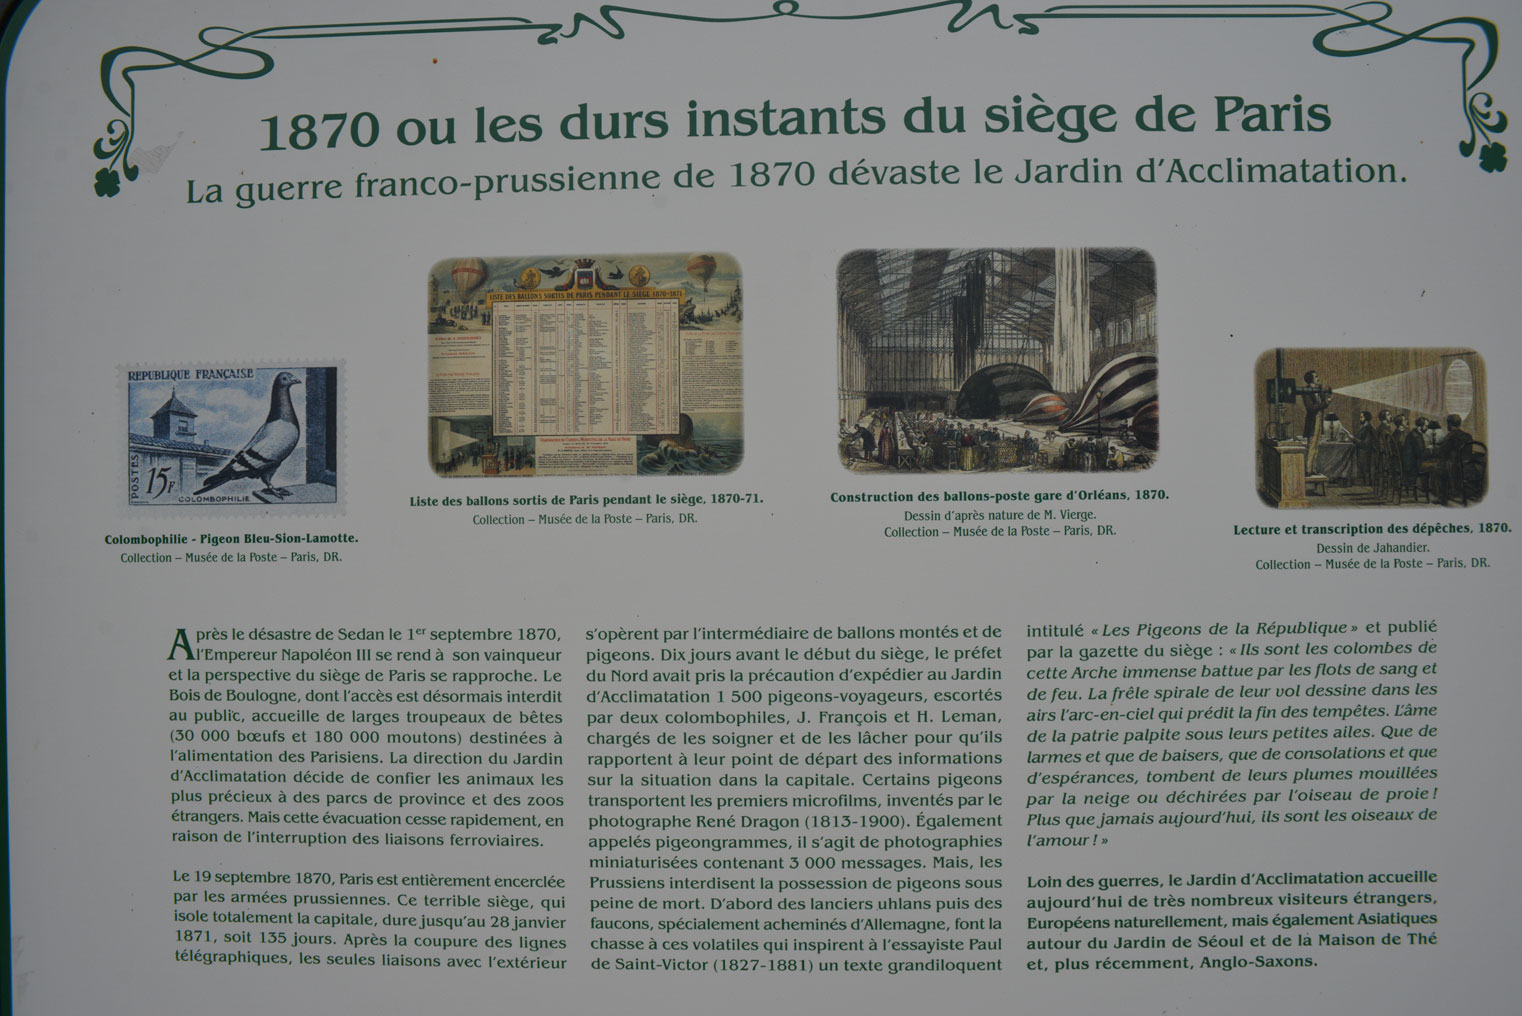 1870 ou les durs instants du siège de Paris
La guerre franco-prussienne de 1870 dévaste le Jardin d'Acclimatation.
REPUBLIQUE FRANÇAISE
POSTES
15F
COLOMBOPHILIE
Colombophilie - Pigeon Bleu-Sion-Lamotte.
Collection – Musée de la Poste – Paris, DR.
LISTE DES BALLONS SORTIS DE PARIS PENDANT LE SIÈGE 1870-1871
Liste des ballons sortis de Paris pendant le siège, 1870-71.
Collection – Musée de la Poste – Paris, DR.
Construction des ballons-poste gare d'Orléans, 1870.
Dessin d'après nature de M. Vierge.
Collection – Musée de la Poste – Paris, DR.
Lecture et transcription des dépêches, 1870.
Dessin de Jahandier.
Collection – Musée de la Poste – Paris, DR.
Après le désastre de Sedan le 1er septembre 1870,
l'Empereur Napoléon III se rend à son vainqueur
et la perspective du siège de Paris se rapproche. Le
Bois de Boulogne, dont l'accès est désormais interdit
au public, accueille de larges troupeaux de bêtes
(30 000 bœufs et 180 000 moutons) destinées à
l'alimentation des Parisiens. La direction du Jardin
d'Acclimatation décide de confier les animaux les
plus précieux à des parcs de province et des zoos
étrangers. Mais cette évacuation cesse rapidement, en
raison de l'interruption des liaisons ferroviaires.
Le 19 septembre 1870, Paris est entièrement encerclée
par les armées prussiennes. Ce terrible siège, qui
isole totalement la capitale, dure jusqu'au 28 janvier
1871, soit 135 jours. Après la coupure des lignes
télégraphiques, les seules liaisons avec l'extérieur
s'opèrent par l'intermédiaire de ballons montés et de
pigeons. Dix jours avant le début du siège, le préfet
du Nord avait pris la précaution d'expédier au Jardin
d'Acclimatation 1 500 pigeons-voyageurs, escortés
par deux colombophiles, J. François et H. Leman,
chargés de les soigner et de les lâcher pour qu'ils
rapportent à leur point de départ des informations
sur la situation dans la capitale. Certains pigeons
transportent les premiers microfilms, inventés par le
photographe René Dragon (1813-1900). Également
appelés pigeongrammes, il s'agit de photographies
miniaturisées contenant 3 000 messages. Mais, les
Prussiens interdisent la possession de pigeons sous
peine de mort. D'abord des lanciers uhlans puis des
faucons, spécialement acheminés d'Allemagne, font la
chasse à ces volatiles qui inspirent à l'essayiste Paul
de Saint-Victor (1827-1881) un texte grandiloquent
intitulé « Les Pigeons de la République » et publié
par la gazette du siège : « Ils sont les colombes de
cette Arche immense battue par les flots de sang et
de feu. La frêle spirale de leur vol dessine dans les
airs l'arc-en-ciel qui prédit la fin des tempêtes. L'âme
de la patrie palpite sous leurs petites ailes. Que de
larmes et que de baisers, que de consolations et que
d'espérances, tombent de leurs plumes mouillées
par la neige ou déchirées par l'oiseau de proie !
Plus que jamais aujourd'hui, ils sont les oiseaux de
l'amour ! »
Loin des guerres, le Jardin d'Acclimatation accueille
aujourd'hui de très nombreux visiteurs étrangers,
Européens naturellement, mais également Asiatiques
autour du Jardin de Séoul et de la Maison de Thé
et, plus récemment, Anglo-Saxons.